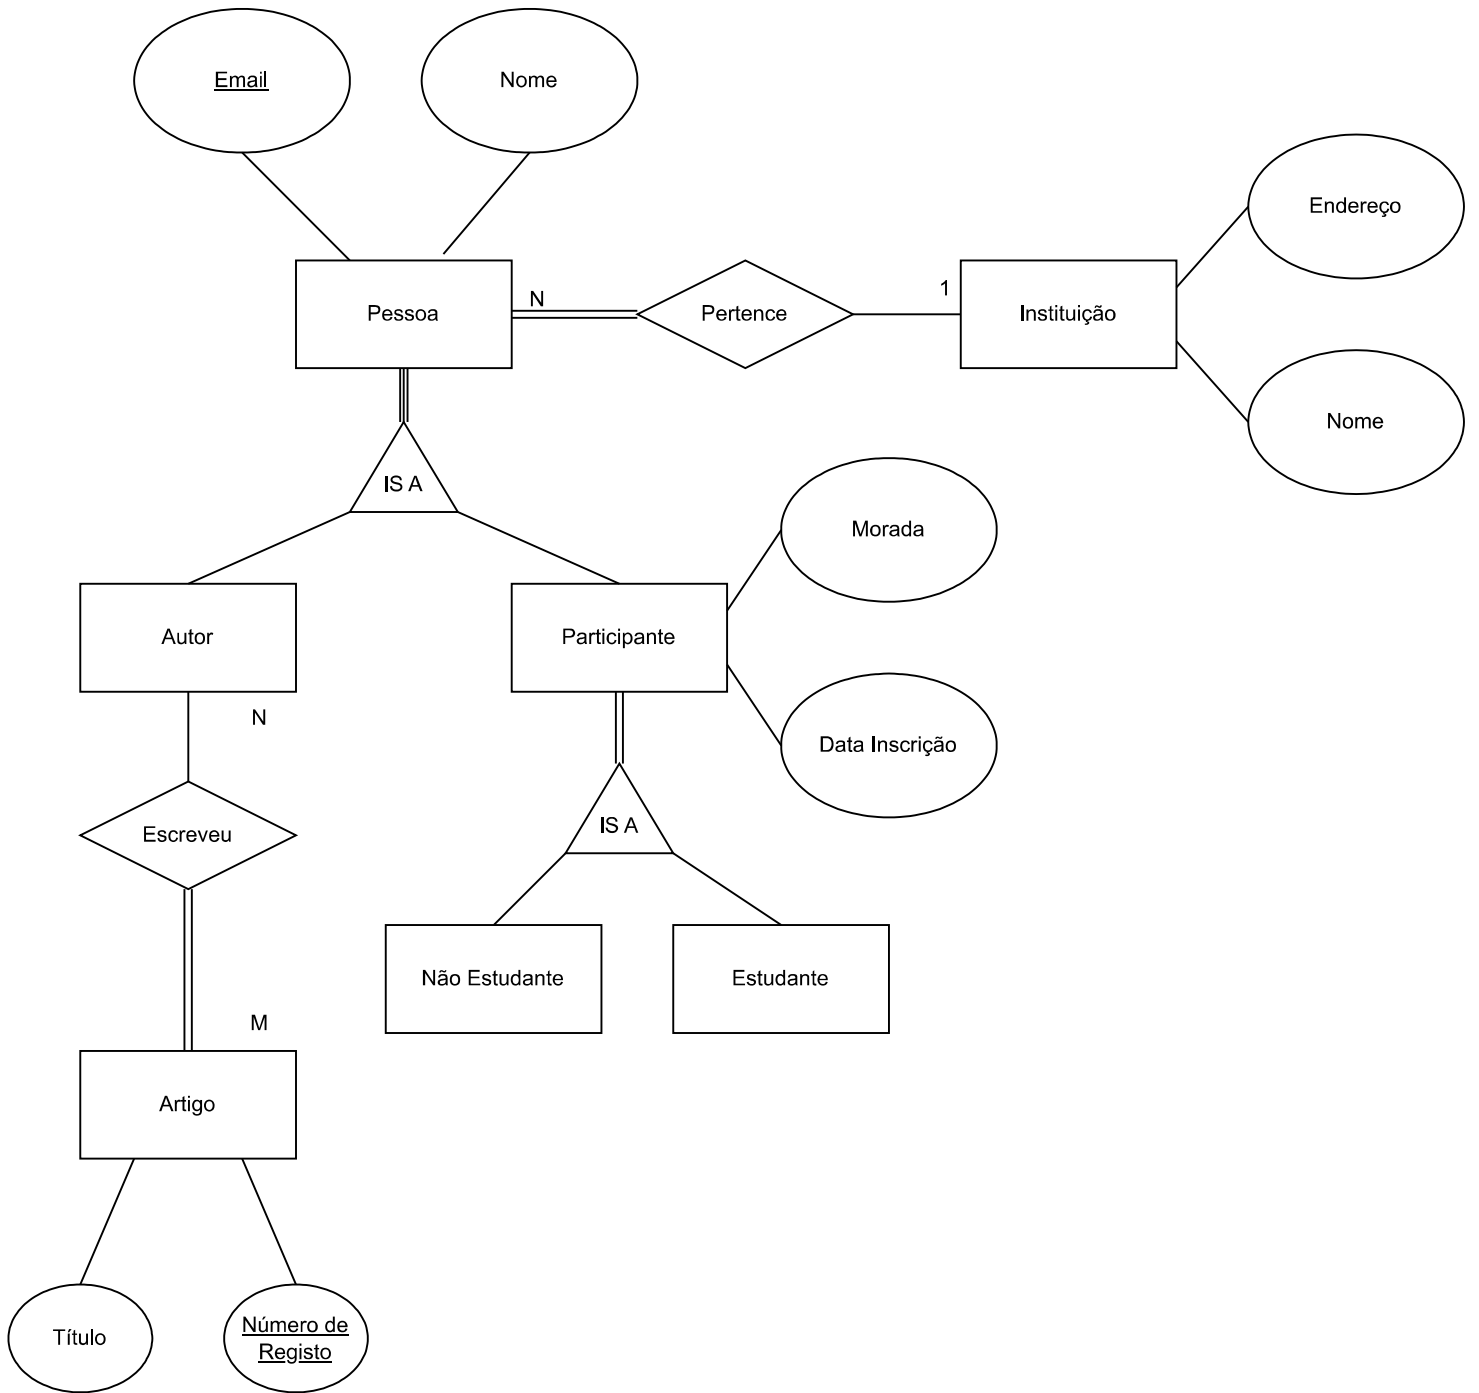 Email
Nome
Endereço
Pessoa
N
Pertence
1
Instituição
Nome
IS A
Morada
Autor
Participante
N
Data Inscrição
Escreveu
IS A
Não Estudante
Estudante
M
Artigo
Título
Número de
Registo